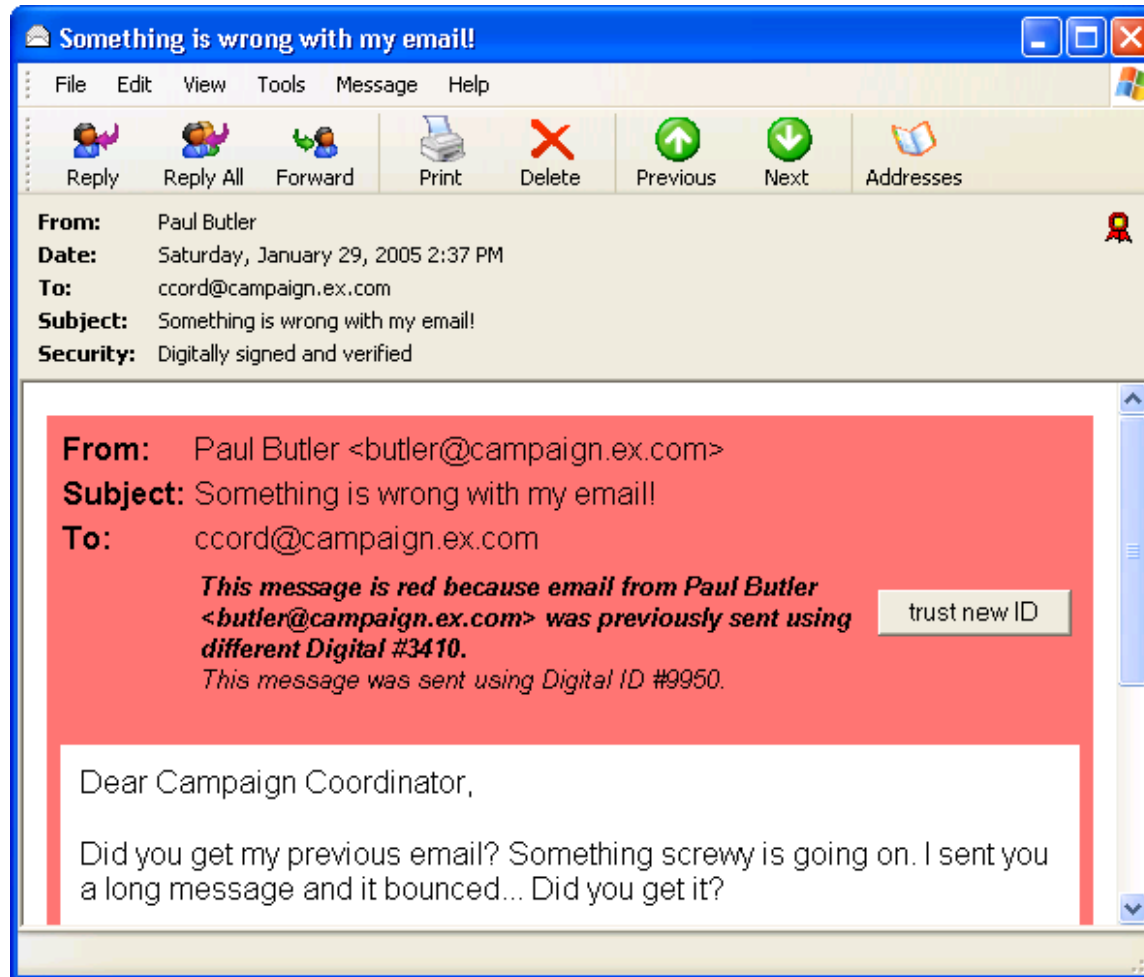 Something is wrong with my email!
File Edit View Tools Message Help
Reply Reply All Forward Print Delete Previous Next Addresses
From: Paul Butler
Date: Saturday, January 29, 2005 2:37 PM
To: ccord@campaign.ex.com
Subject: Something is wrong with my email!
Security: Digitally signed and verified
From: Paul Butler <butler@campaign.ex.com>
Subject: Something is wrong with my email!
To: ccord@campaign.ex.com
This message is red because email from Paul Butler
<butler@campaign.ex.com> was previously sent using
different Digital #3410.
This message was sent using Digital ID #9950.
trust new ID
Dear Campaign Coordinator,
Did you get my previous email? Something screwy is going on. I sent you
a long message and it bounced... Did you get it?